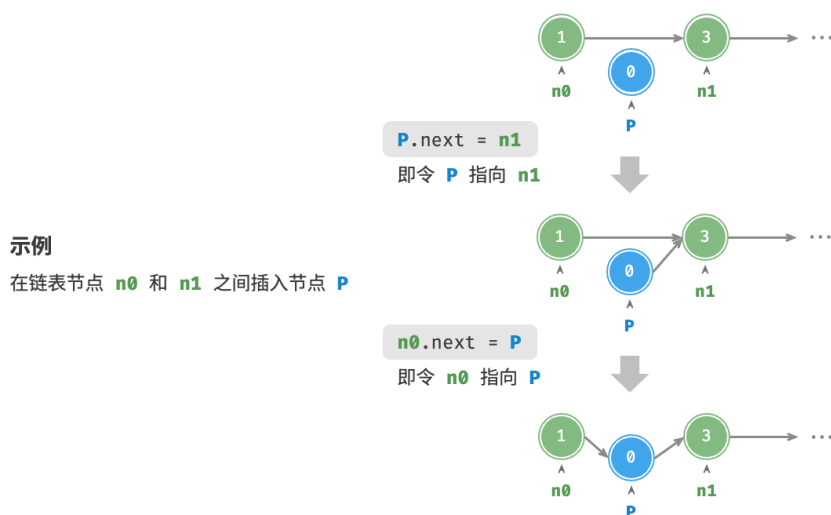 1 3 ...
0
n0 n1
P
P.next = n1
即令 P 指向 n1
示例
在链表节点 n0 和 n1 之间插入节点 P
1 3 ...
0
n0 n1
P
n0.next = P
即令 n0 指向 P
1 3 ...
0
n0 n1
P